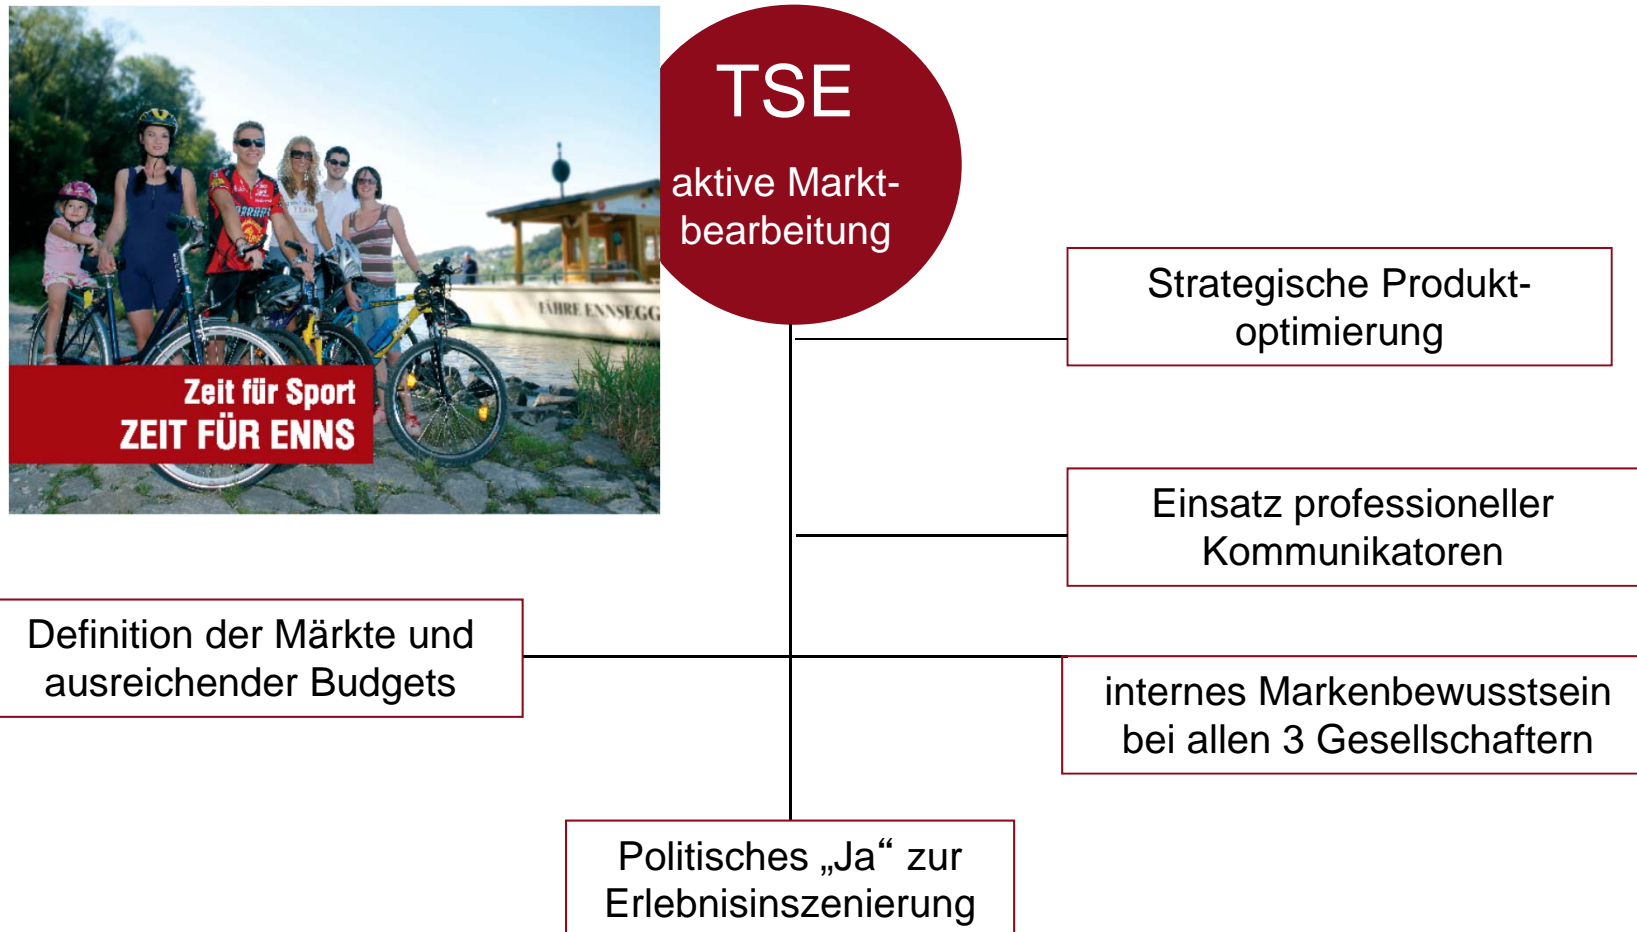 TSE
aktive Markt-
bearbeitung
FÄHRE ENNSEGG
Zeit für Sport
ZEIT FÜR ENNS
Strategische Produkt-
optimierung
Einsatz professioneller
Kommunikatoren
Definition der Märkte und
ausreichender Budgets
internes Markenbewusstsein
bei allen 3 Gesellschaftern
Politisches „Ja“ zur
Erlebnisinszenierung